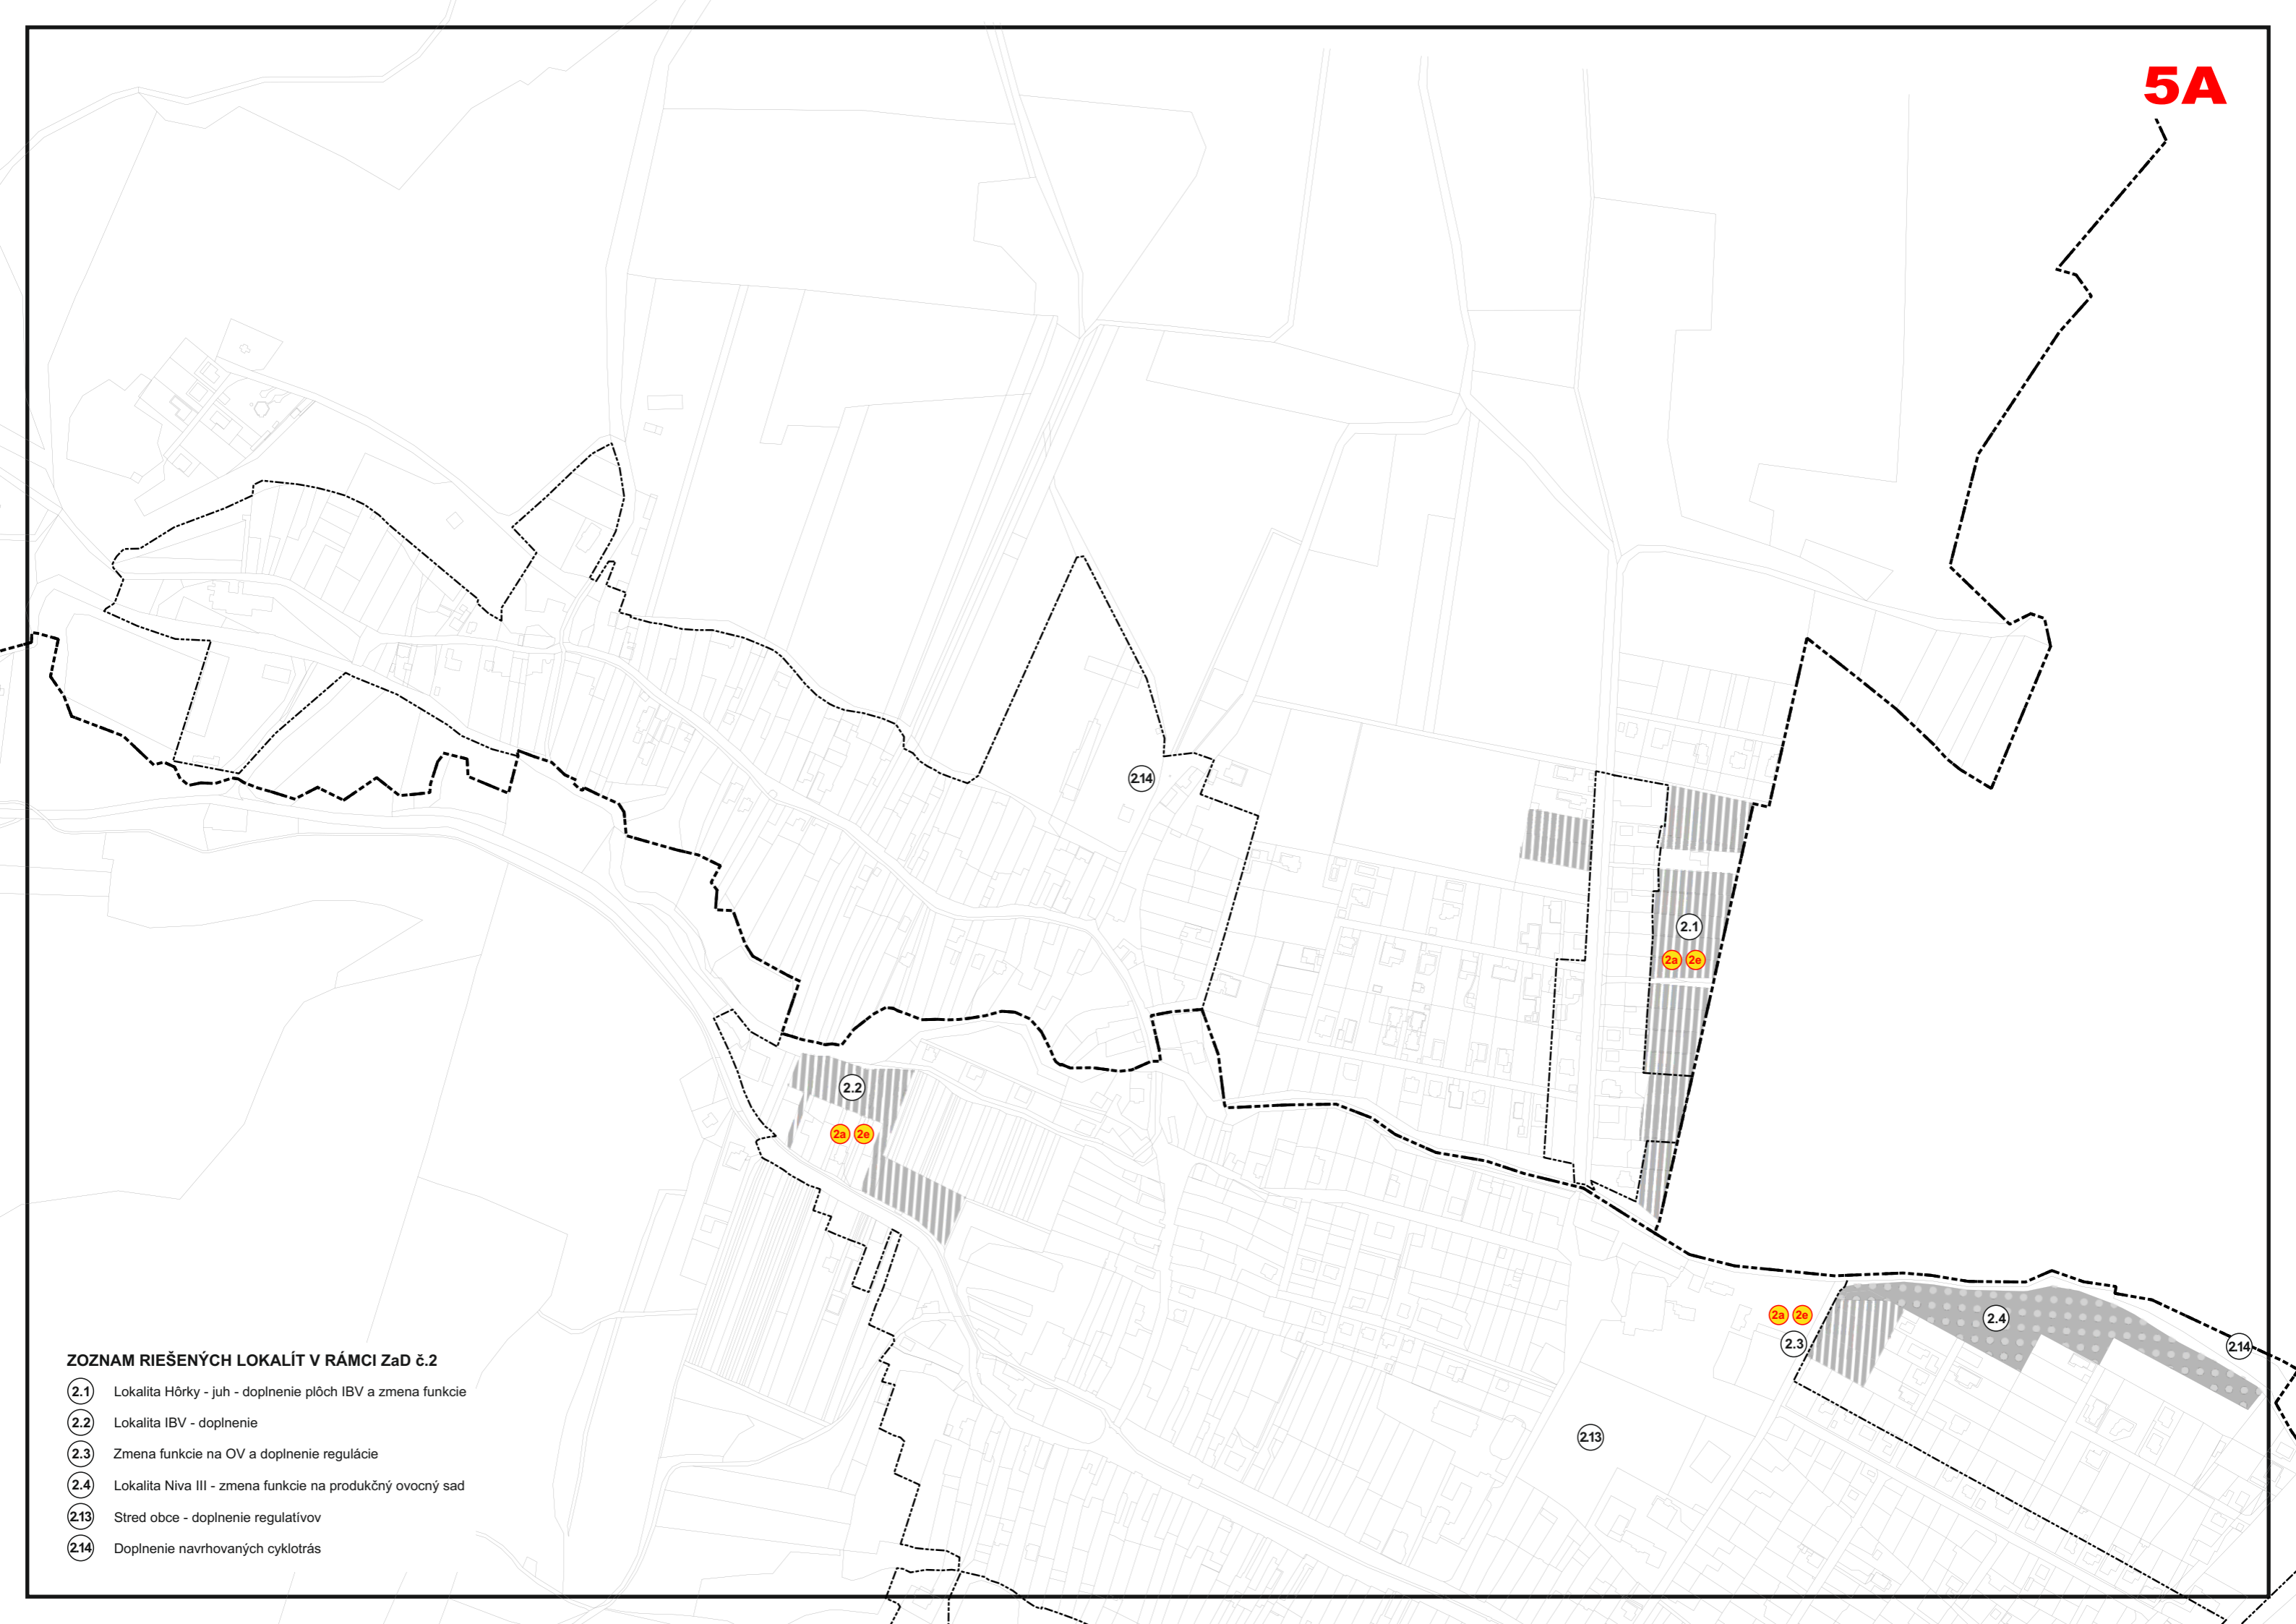 5A
2.14
2.1
2a 2e
2.2
2a 2e
2a 2e
2.3
2.4
2.14
2.13
ZOZNAM RIEŠENÝCH LOKALÍT V RÁMCI ZaD č.2
2.1 Lokalita Hôrky - juh - doplnenie plôch IBV a zmena funkcie
2.2 Lokalita IBV - doplnenie
2.3 Zmena funkcie na OV a doplnenie regulácie
2.4 Lokalita Niva III - zmena funkcie na produkčný ovocný sad
2.13 Stred obce - doplnenie regulatívov
2.14 Doplnenie navrhovaných cyklotrás